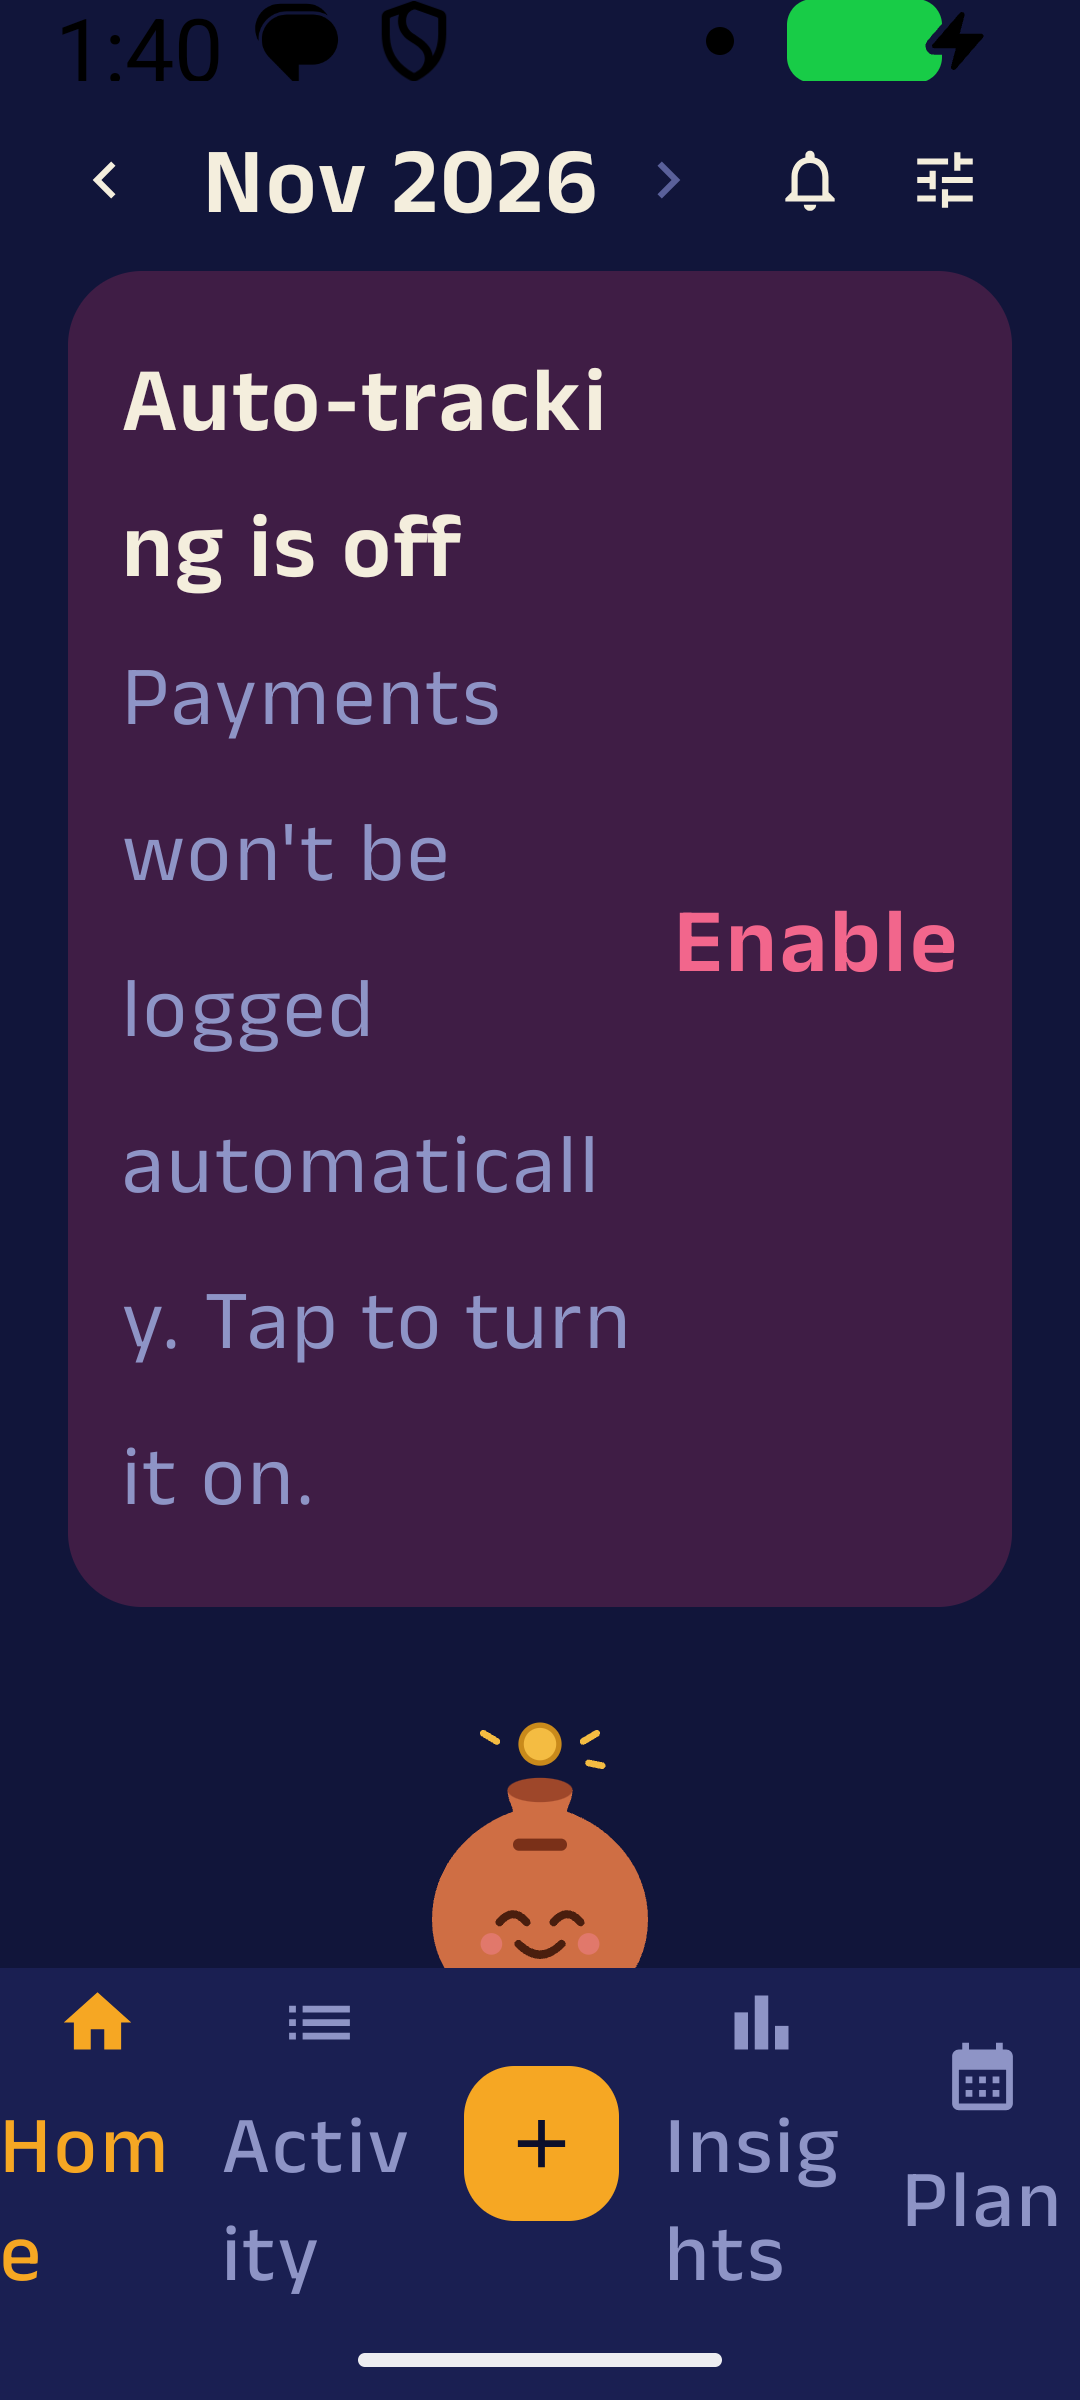 1:40
Nov 2026
Auto-tracki
ng is off
Payments
won't be
logged
automaticall
y. Tap to turn
it on.
Enable
Hom
e
Activ
ity
+
Insig
hts
Plan